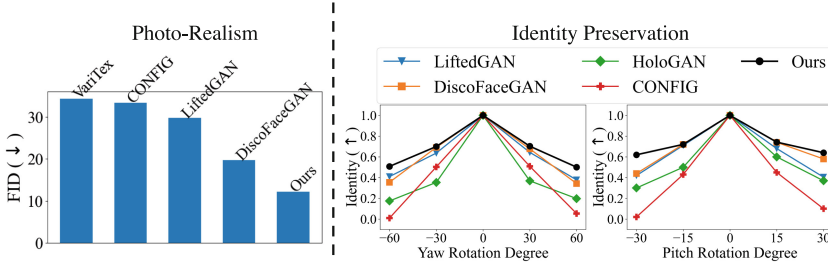 Photo-Realism
FID (↓)
30
20
10
0
VariTex
CONFIG
LiftedGAN
DiscoFaceGAN
Ours
Identity Preservation
LiftedGAN
DiscoFaceGAN
HoloGAN
CONFIG
Ours
Identity (↑)
1.0
0.8
0.6
0.4
0.2
0.0
−60 −30 0 30 60
Yaw Rotation Degree
Identity (↑)
1.0
0.8
0.6
0.4
0.2
0.0
−30 −15 0 15 30
Pitch Rotation Degree